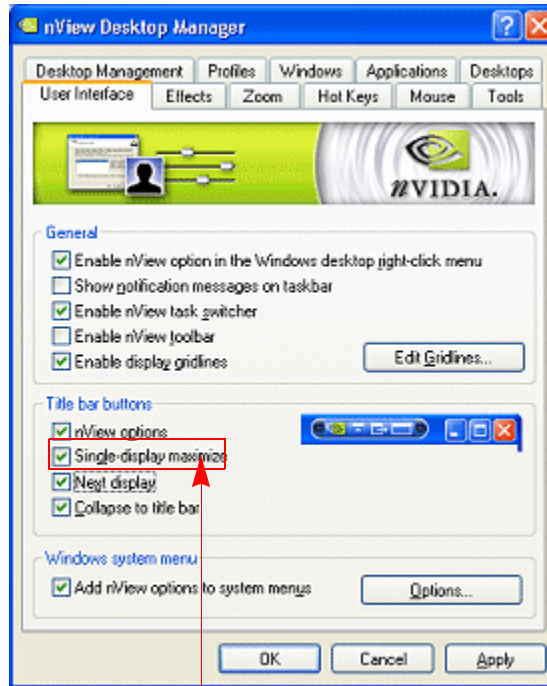 nView Desktop Manager
Desktop Management Profiles Windows Applications Desktops
User Interface Effects Zoom Hot Keys Mouse Tools
nVIDIA.
General
Enable nView option in the Windows desktop right-click menu
Show notification messages on taskbar
Enable nView task switcher
Enable nView toolbar
Enable display gridlines
Edit Gridlines...
Title bar buttons
nView options
Single-display maximize
Next display
Collapse to title bar
Windows system menu
Add nView options to system menus
Options...
OK Cancel Apply